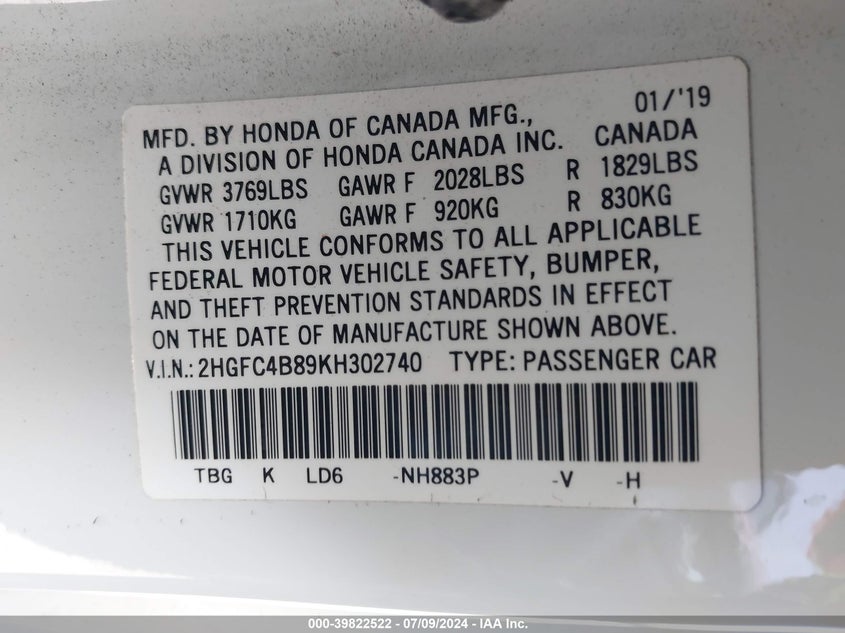 01/'19
MFD. BY HONDA OF CANADA MFG.,
A DIVISION OF HONDA CANADA INC. CANADA
GVWR 3769LBS GAWR F 2028LBS R 1829LBS
GVWR 1710KG GAWR F 920KG R 830KG
THIS VEHICLE CONFORMS TO ALL APPLICABLE
FEDERAL MOTOR VEHICLE SAFETY, BUMPER,
AND THEFT PREVENTION STANDARDS IN EFFECT
ON THE DATE OF MANUFACTURE SHOWN ABOVE.
V.I.N.: 2HGFC4B89KH302740 TYPE: PASSENGER CAR
TBG K LD6 -NH883P -V -H
000-39822522 - 07/09/2024 - IAA Inc.